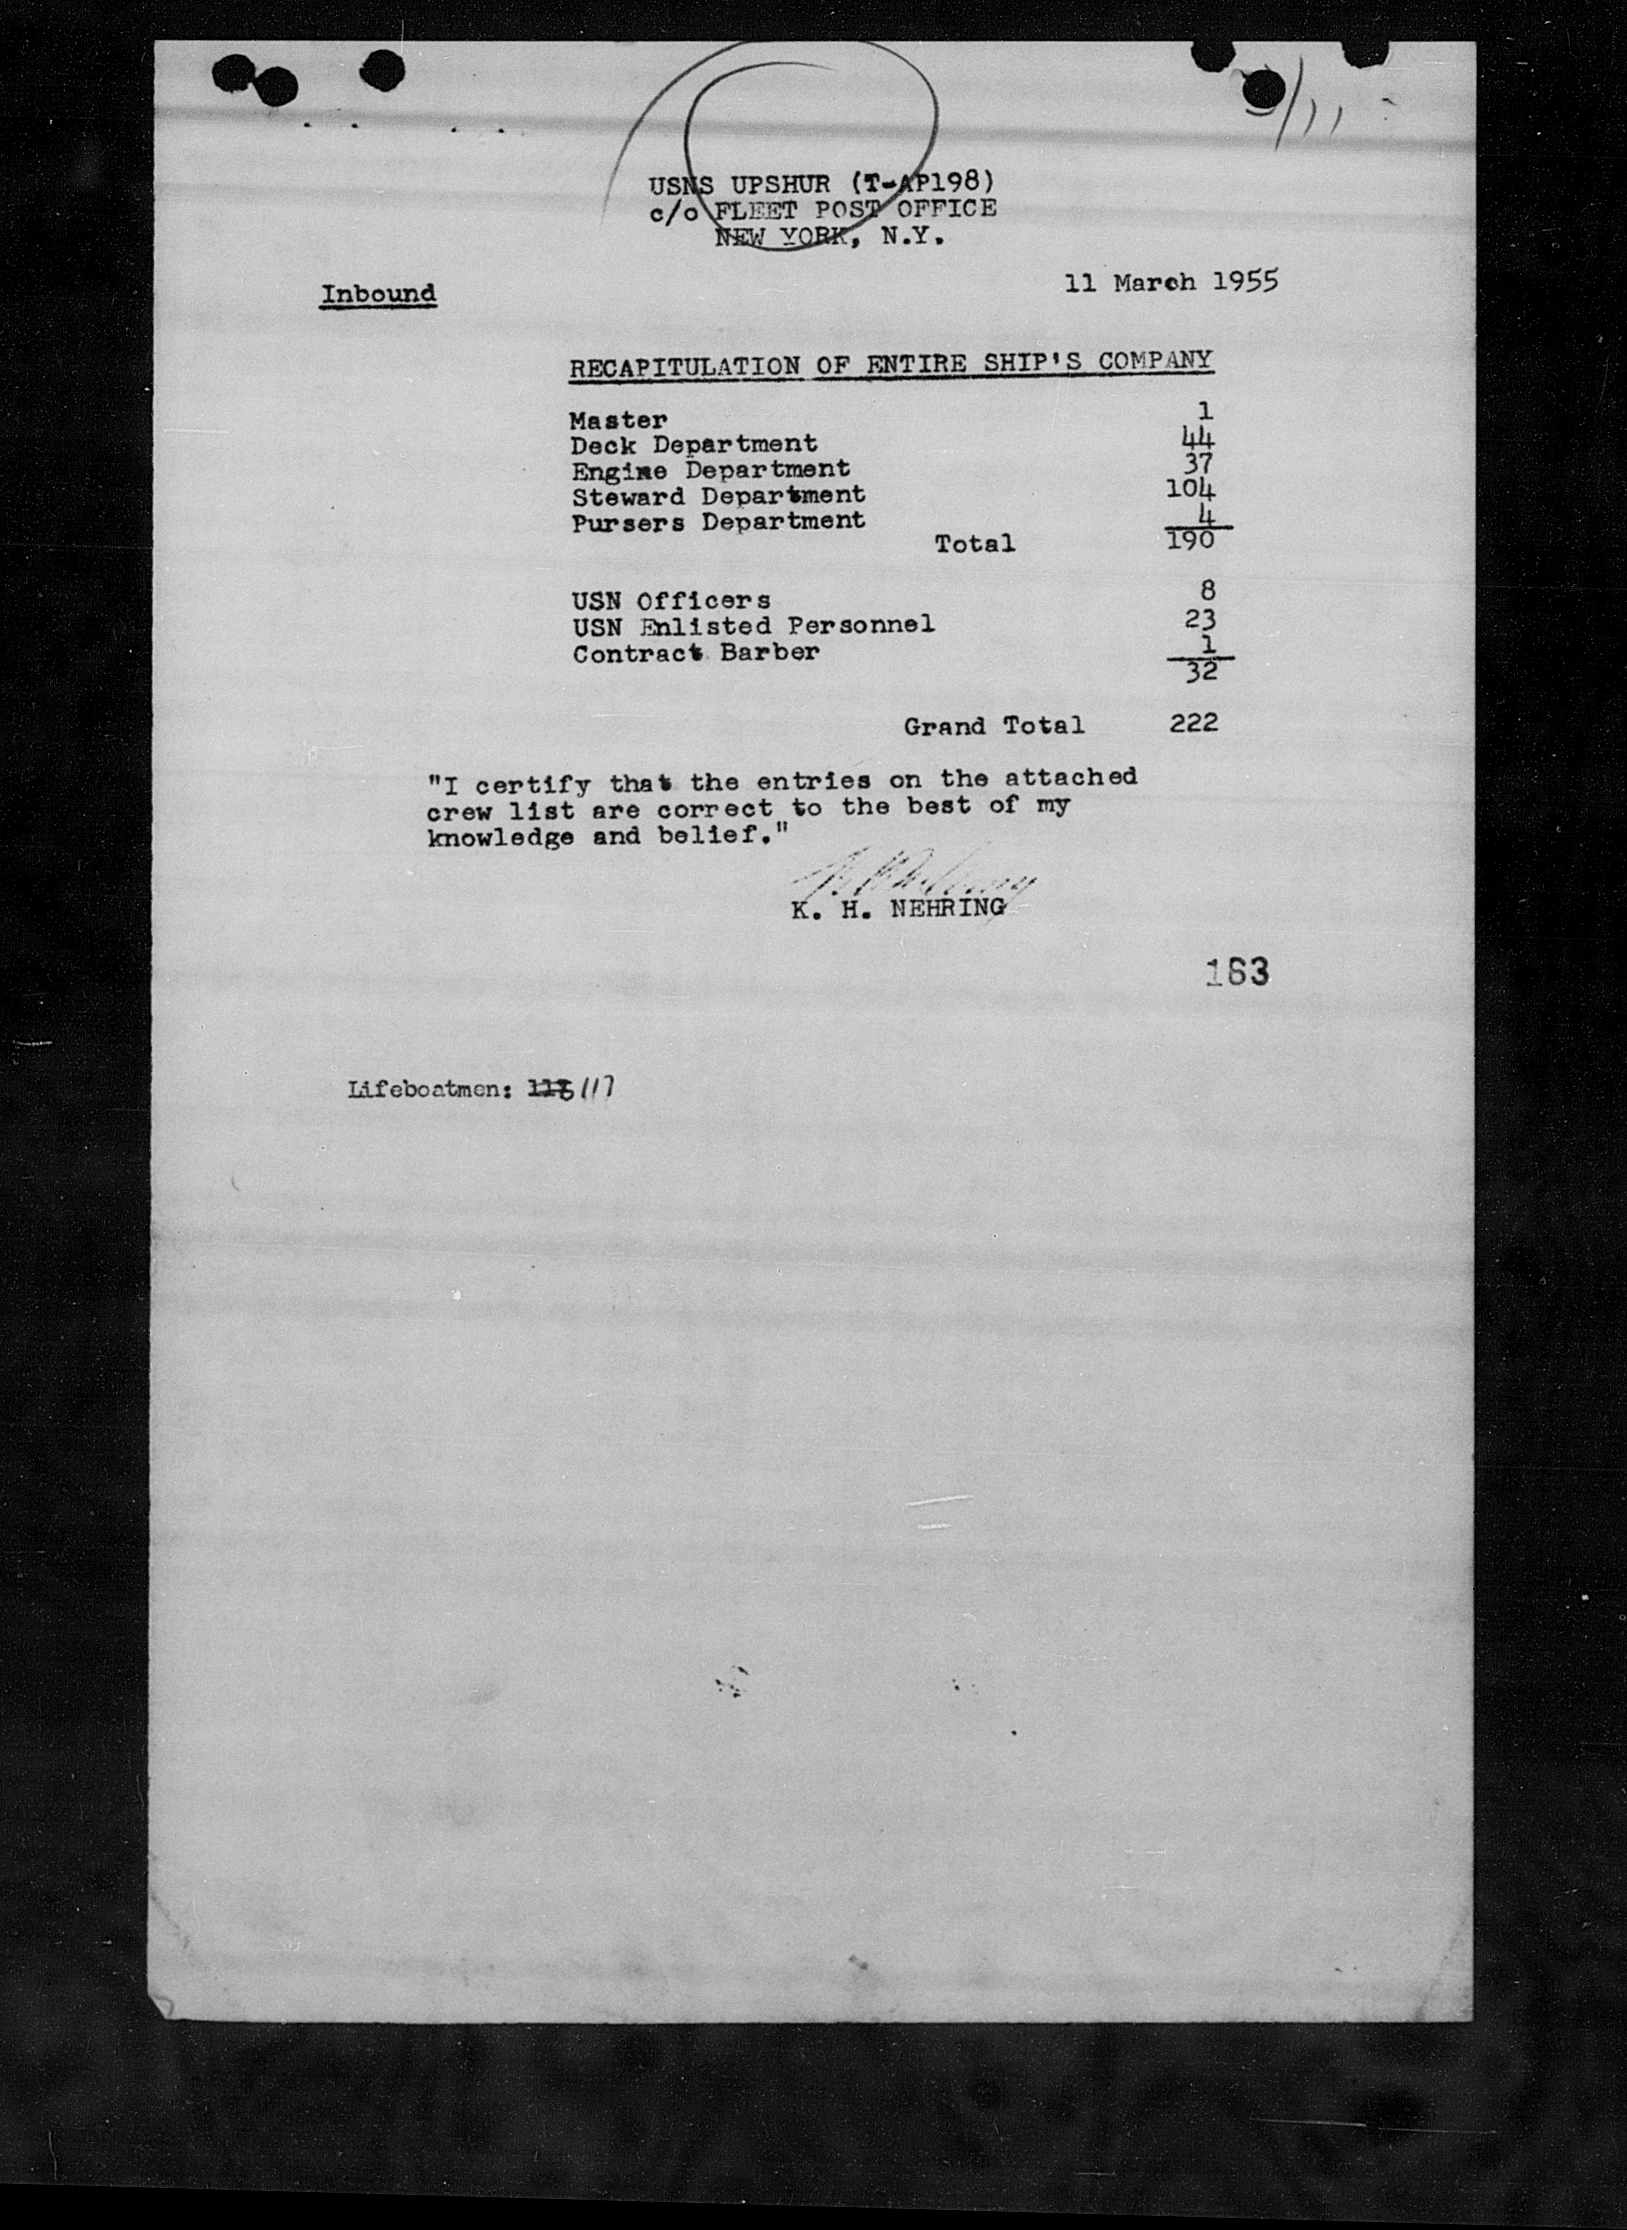 3/11
USNS UPSHUR (T-AP198)
c/o FLEET POST OFFICE
NEW YORK, N.Y.
Inbound
11 March 1955
RECAPITULATION OF ENTIRE SHIP'S COMPANY
Master 1
Deck Department 44
Engine Department 37
Steward Department 104
Pursers Department 4
Total 190
USN Officers 8
USN Enlisted Personnel 23
Contract Barber 1
32
Grand Total 222
"I certify that the entries on the attached
crew list are correct to the best of my
knowledge and belief."
K. H. NEHRING
163
Lifeboatmen: 117